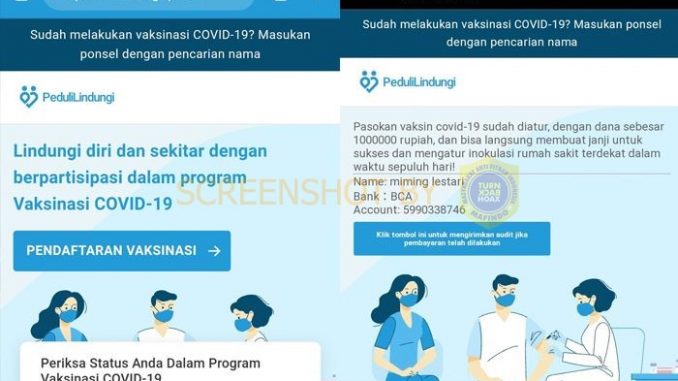 Sudah melakukan vaksinasi COVID-19? Masukan
ponsel dengan pencarian nama
PeduliLindungi
Lindungi diri dan sekitar dengan
berpartisipasi dalam program
Vaksinasi COVID-19
PENDAFTARAN VAKSINASI →
Periksa Status Anda Dalam Program
Vaksinasi COVID-19
Sudah melakukan vaksinasi COVID-19? Masukan ponsel
dengan pencarian nama
PeduliLindungi
Pasokan vaksin covid-19 sudah diatur, dengan dana sebesar
1000000 rupiah, dan bisa langsung membuat janji untuk
sukses dan mengatur inokulasi rumah sakit terdekat dalam
waktu sepuluh hari!
Name: miming lestari
Bank : BCA
Account: 5990338746
Klik tombol ini untuk mengirimkan audit jika
pembayaran telah dilakukan
SCREENSHOT BY
TURN
BACK
HOAX
MAFINDO